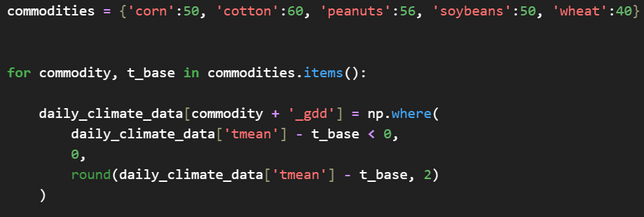 commodities = {'corn':50, 'cotton':60, 'peanuts':56, 'soybeans':50, 'wheat':40}
for commodity, t_base in commodities.items():
daily_climate_data[commodity + '_gdd'] = np.where(
daily_climate_data['tmean'] - t_base < 0,
0,
round(daily_climate_data['tmean'] - t_base, 2)
)